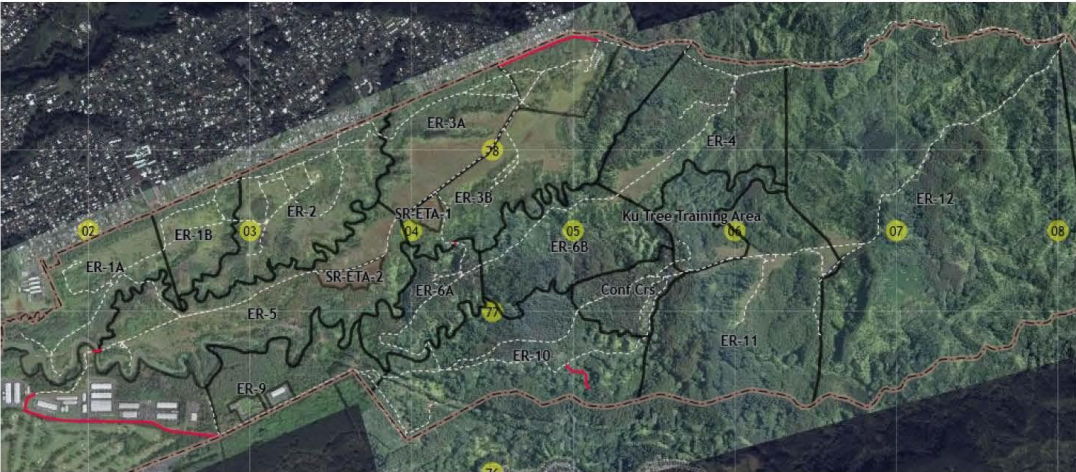 ER-3A
78
ER-4
ER-3B
ER-12
ER-2
SR-ETA-1
Ku Tree Training Area
02
ER-1B
03
04
05
ER-6B
06
07
08
ER-1A
SR-ETA-2
ER-6A
Conf Crs
ER-5
77
ER-11
ER-10
ER-9
76